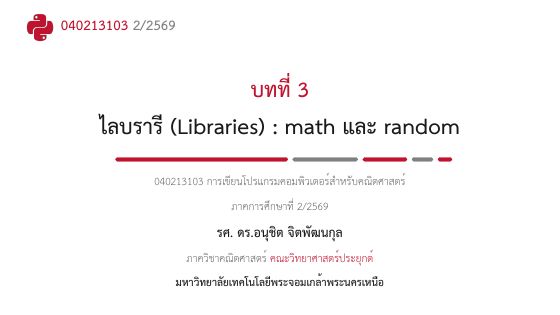 040213103 2/2569
บทที่ 3
ไลบรารี (Libraries) : math และ random
040213103 การเขียนโปรแกรมคอมพิวเตอร์สำหรับคณิตศาสตร์
ภาคการศึกษาที่ 2/2569
รศ. ดร.อนุชิต จิตพัฒนกุล
ภาควิชาคณิตศาสตร์ คณะวิทยาศาสตร์ประยุกต์
มหาวิทยาลัยเทคโนโลยีพระจอมเกล้าพระนครเหนือ